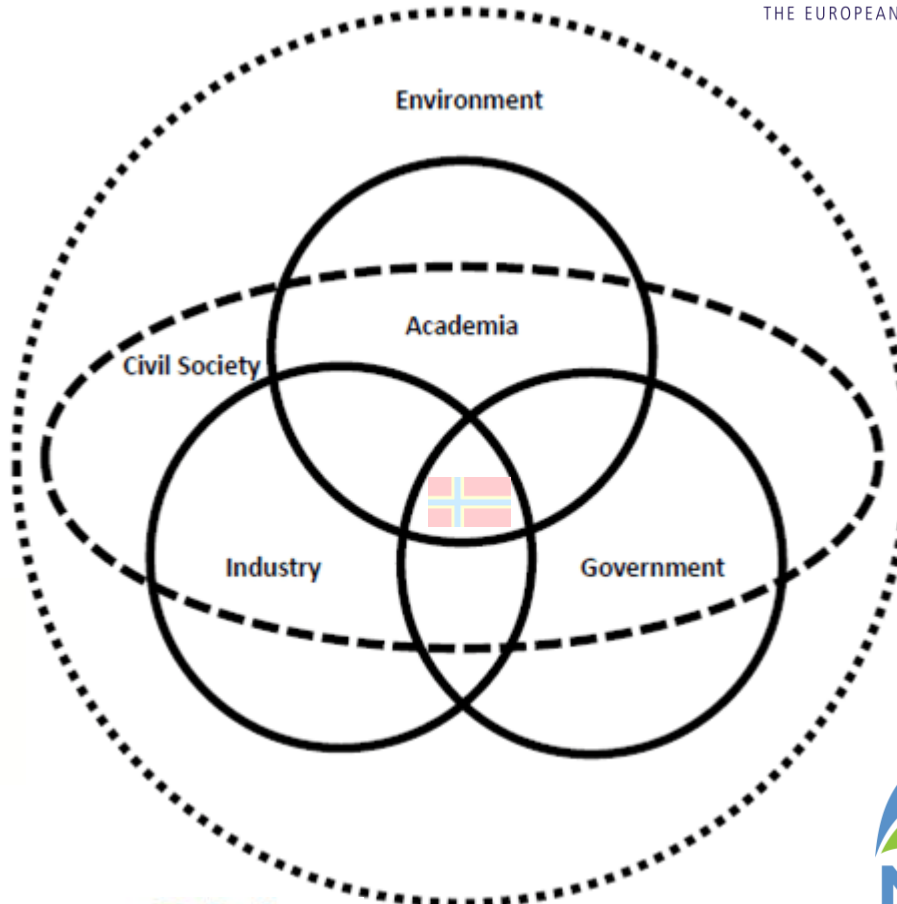 THE EUROPEAN
Environment
Academia
Civil Society
Industry
Government